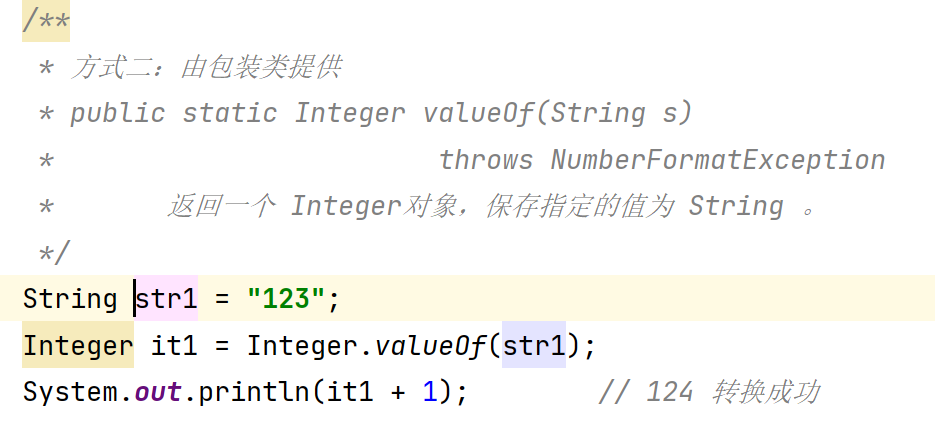 /**
* 方式二：由包装类提供
* public static Integer valueOf(String s)
* throws NumberFormatException
* 返回一个 Integer对象，保存指定的值为 String 。
*/
String str1 = "123";
Integer it1 = Integer.valueOf(str1);
System.out.println(it1 + 1); // 124 转换成功